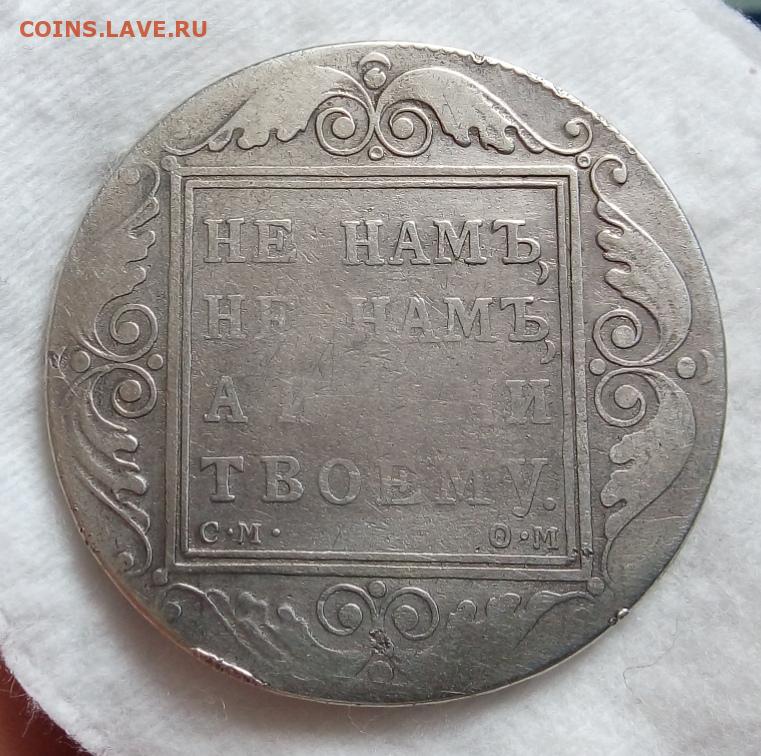 COINS.LAVE.RU
НЕ НАМЪ,
НЕ НАМЪ,
ТВОЕМУ.
С·М· О·М